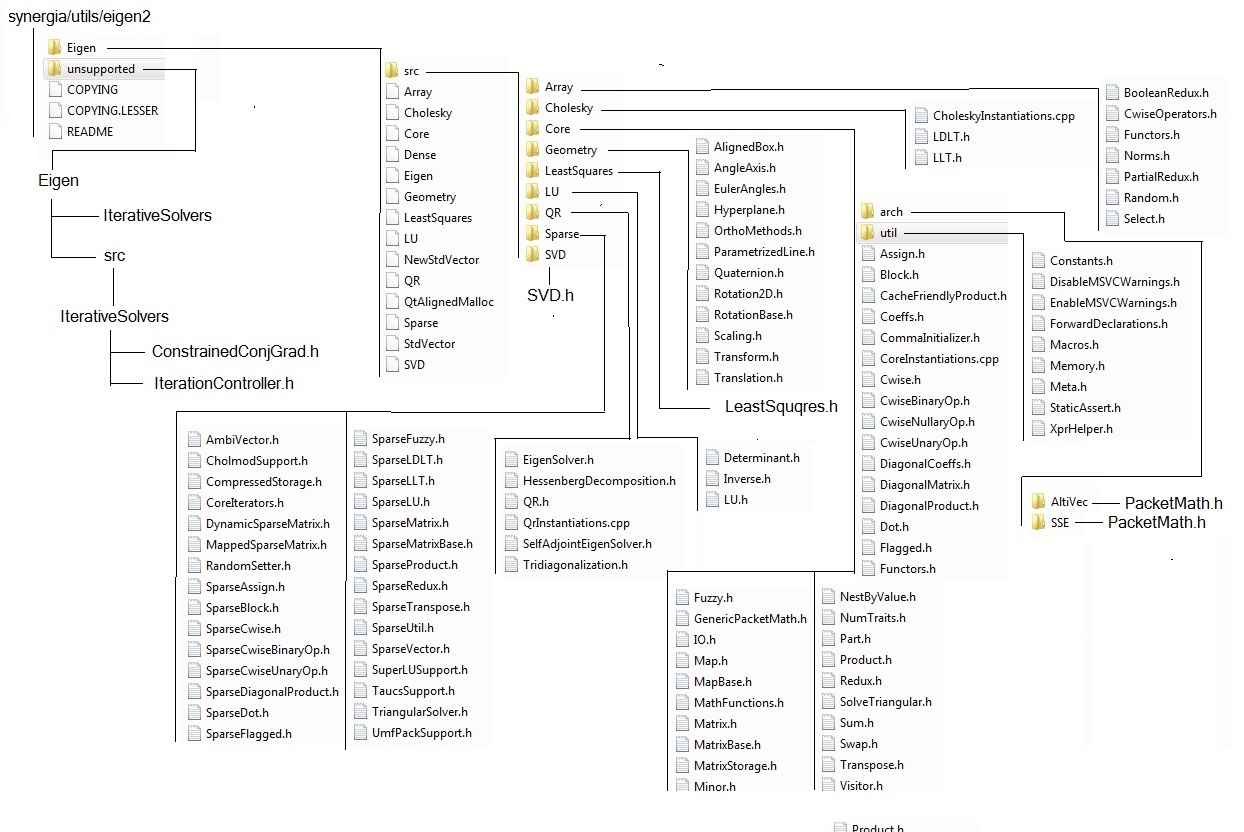 synergia/utils/eigen2
Eigen
unsupported
COPYING
COPYING.LESSER
README
Eigen
IterativeSolvers
src
IterativeSolvers
ConstrainedConjGrad.h
IterationController.h
src
Array
Cholesky
Core
Dense
Eigen
Geometry
LeastSquares
LU
NewStdVector
QR
QtAlignedMalloc
Sparse
StdVector
SVD
Array
Cholesky
Core
Geometry
LeastSquares
LU
QR
Sparse
SVD
SVD.h
AlignedBox.h
AngleAxis.h
EulerAngles.h
Hyperplane.h
OrthoMethods.h
ParametrizedLine.h
Quaternion.h
Rotation2D.h
RotationBase.h
Scaling.h
Transform.h
Translation.h
LeastSquqres.h
CholeskyInstantiations.cpp
LDLT.h
LLT.h
BooleanRedux.h
CwiseOperators.h
Functors.h
Norms.h
PartialRedux.h
Random.h
Select.h
arch
util
Assign.h
Block.h
CacheFriendlyProduct.h
Coeffs.h
CommaInitializer.h
CoreInstantiations.cpp
Cwise.h
CwiseBinaryOp.h
CwiseNullaryOp.h
CwiseUnaryOp.h
DiagonalCoeffs.h
DiagonalMatrix.h
DiagonalProduct.h
Dot.h
Flagged.h
Functors.h
Constants.h
DisableMSVCWarnings.h
EnableMSVCWarnings.h
ForwardDeclarations.h
Macros.h
Memory.h
Meta.h
StaticAssert.h
XprHelper.h
AltiVec
PacketMath.h
SSE
PacketMath.h
AmbiVector.h
CholmodSupport.h
CompressedStorage.h
CoreIterators.h
DynamicSparseMatrix.h
MappedSparseMatrix.h
RandomSetter.h
SparseAssign.h
SparseBlock.h
SparseCwise.h
SparseCwiseBinaryOp.h
SparseCwiseUnaryOp.h
SparseDiagonalProduct.h
SparseDot.h
SparseFlagged.h
SparseFuzzy.h
SparseLDLT.h
SparseLLT.h
SparseLU.h
SparseMatrix.h
SparseMatrixBase.h
SparseProduct.h
SparseRedux.h
SparseTranspose.h
SparseUtil.h
SparseVector.h
SuperLUSupport.h
TaucsSupport.h
TriangularSolver.h
UmfPackSupport.h
EigenSolver.h
HessenbergDecomposition.h
QR.h
QrInstantiations.cpp
SelfAdjointEigenSolver.h
Tridiagonalization.h
Determinant.h
Inverse.h
LU.h
Fuzzy.h
GenericPacketMath.h
IO.h
Map.h
MapBase.h
MathFunctions.h
Matrix.h
MatrixBase.h
MatrixStorage.h
Minor.h
NestByValue.h
NumTraits.h
Part.h
Product.h
Redux.h
SolveTriangular.h
Sum.h
Swap.h
Transpose.h
Visitor.h
Product.h